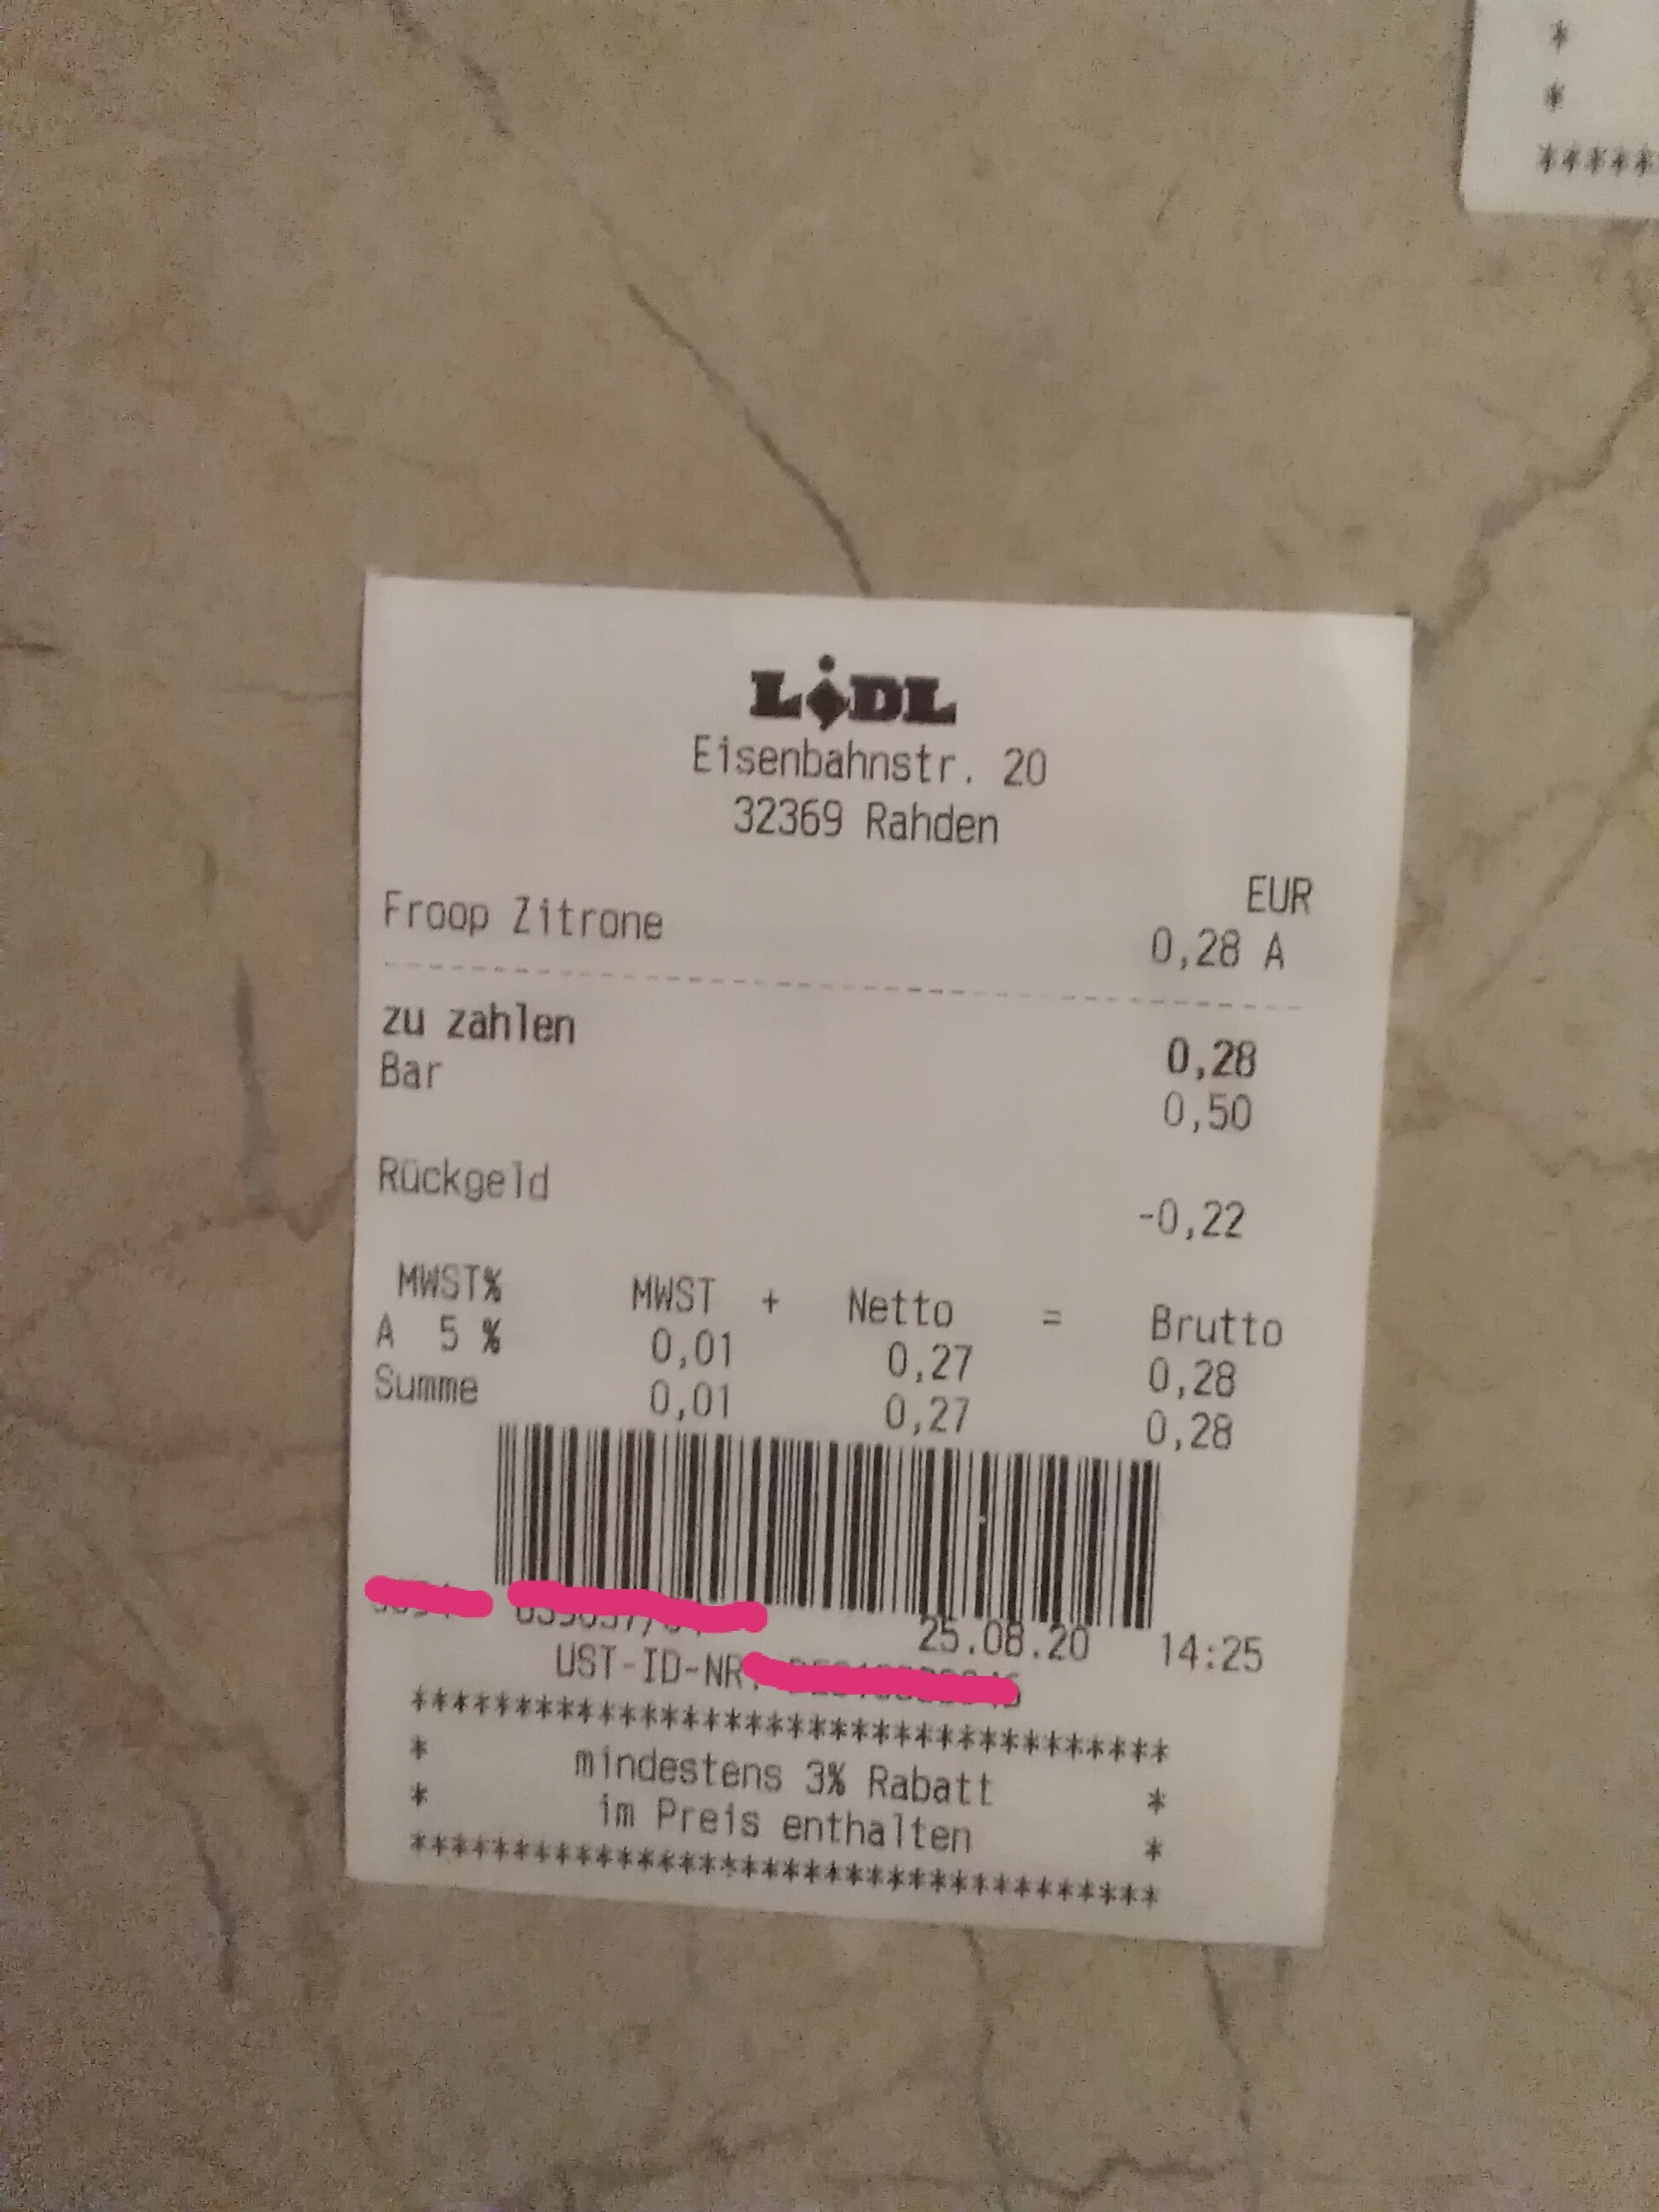 LiDL
Eisenbahnstr. 20
32369 Rahden
EUR
Froop Zitrone 0,28 A
zu zahlen 0,28
Bar 0,50
Rückgeld -0,22
MWST% MWST + Netto = Brutto
A 5 % 0,01 0,27 0,28
Summe 0,01 0,27 0,28
25.08.20 14:25
UST-ID-NR
************************************
* mindestens 3% Rabatt *
* im Preis enthalten *
************************************
*
*
******